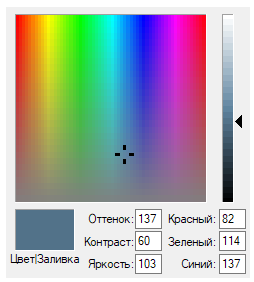 Оттенок: 137 Красный: 82
Контраст: 60 Зеленый: 114
Цвет|Заливка
Яркость: 103 Синий: 137